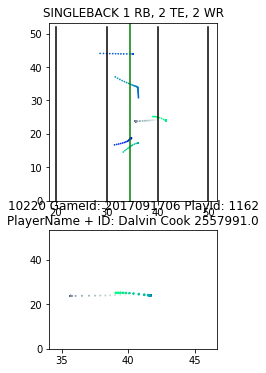 SINGLEBACK 1 RB, 2 TE, 2 WR
50
40
30
20
10
0
20 30 40 50
10220 GameId: 2017091706 PlayId: 1162
PlayerName + ID: Dalvin Cook 2557991.0
40
20
0
35 40 45